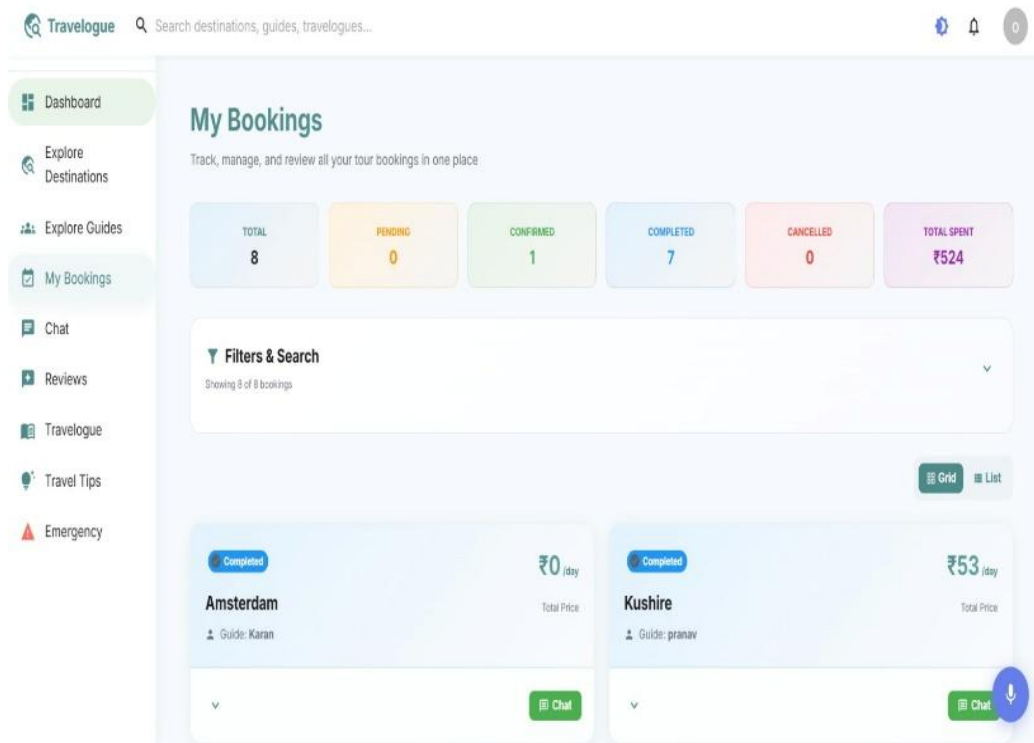 Travelogue
Search destinations, guides, travelogues...
O
Dashboard
Explore
Destinations
Explore Guides
My Bookings
Chat
Reviews
Travelogue
Travel Tips
Emergency
My Bookings
Track, manage, and review all your tour bookings in one place
TOTAL
8
PENDING
0
CONFIRMED
1
COMPLETED
7
CANCELLED
0
TOTAL SPENT
₹524
Filters & Search
Showing 8 of 8 bookings
Grid
List
Completed
₹0 /day
Amsterdam
Total Price
Guide: Karan
Chat
Completed
₹53 /day
Kushire
Total Price
Guide: pranav
Chat